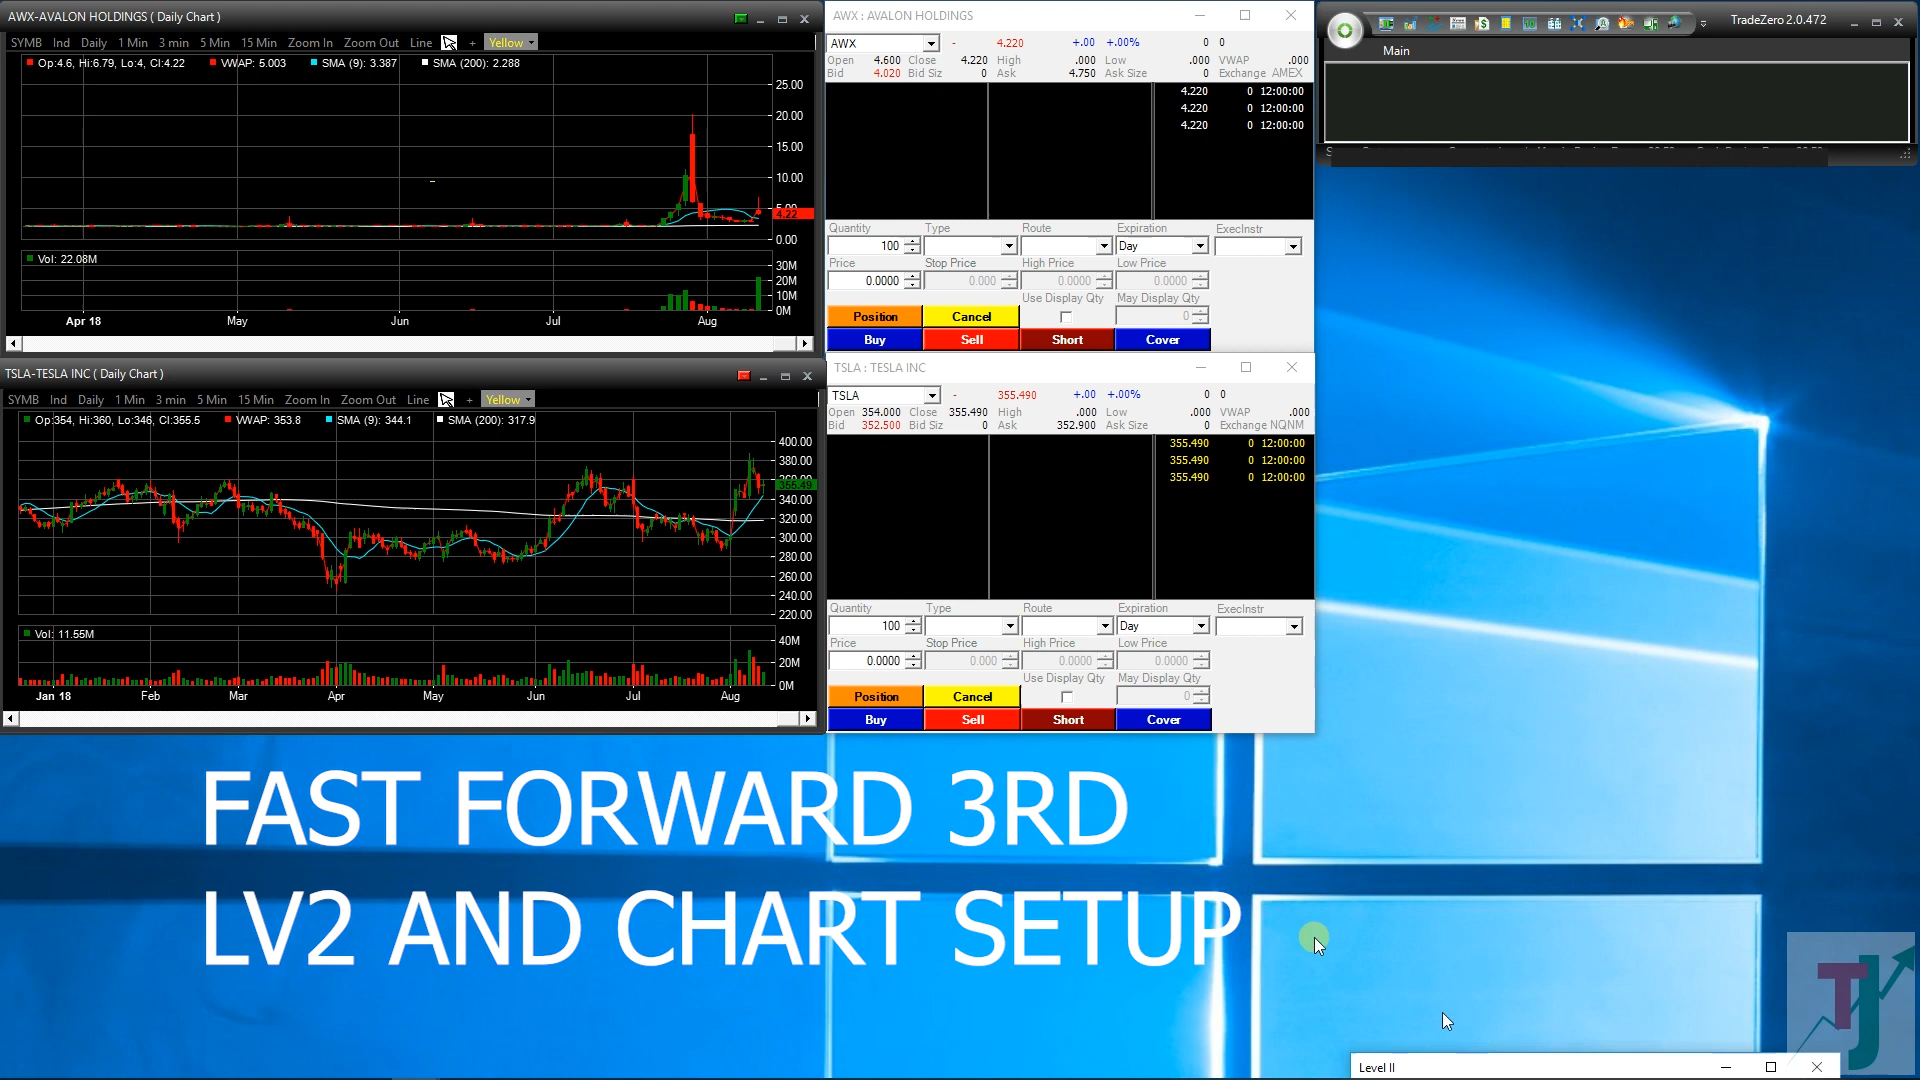 AWX-AVALON HOLDINGS ( Daily Chart )
SYMB Ind Daily 1 Min 3 min 5 Min 15 Min Zoom In Zoom Out Line + Yellow
Op:4.6, Hi:6.79, Lo:4, Cl:4.22 VWAP: 5.003 SMA (9): 3.387 SMA (200): 2.288
25.00
20.00
15.00
10.00
5.00
4.22
0.00
Vol: 22.08M
30M
20M
10M
0M
Apr 18 May Jun Jul Aug
TSLA-TESLA INC ( Daily Chart )
SYMB Ind Daily 1 Min 3 min 5 Min 15 Min Zoom In Zoom Out Line + Yellow
Op:354, Hi:360, Lo:346, Cl:355.5 VWAP: 353.8 SMA (9): 344.1 SMA (200): 317.9
400.00
380.00
360.00
355.49
340.00
320.00
300.00
280.00
260.00
240.00
220.00
Vol: 11.55M
40M
20M
0M
Jan 18 Feb Mar Apr May Jun Jul Aug
AWX : AVALON HOLDINGS
AWX - 4.220 +.00 +.00% 0 0
Open 4.600 Close 4.220 High .000 Low .000 VWAP .000
Bid 4.020 Bid Siz 0 Ask 4.750 Ask Size 0 Exchange AMEX
4.220 0 12:00:00
4.220 0 12:00:00
4.220 0 12:00:00
Quantity Type Route Expiration ExecInstr
100 Day
Price Stop Price High Price Low Price
0.0000 0.000 0.0000 0.0000
Use Display Qty May Display Qty
Position Cancel 0
Buy Sell Short Cover
TSLA : TESLA INC
TSLA - 355.490 +.00 +.00% 0 0
Open 354.000 Close 355.490 High .000 Low .000 VWAP .000
Bid 352.500 Bid Siz 0 Ask 352.900 Ask Size 0 Exchange NQNM
355.490 0 12:00:00
355.490 0 12:00:00
355.490 0 12:00:00
Quantity Type Route Expiration ExecInstr
100 Day
Price Stop Price High Price Low Price
0.0000 0.000 0.0000 0.0000
Use Display Qty May Display Qty
Position Cancel 0
Buy Sell Short Cover
TradeZero 2.0.472
Main
FAST FORWARD 3RD
LV2 AND CHART SETUP
Level II
TJ